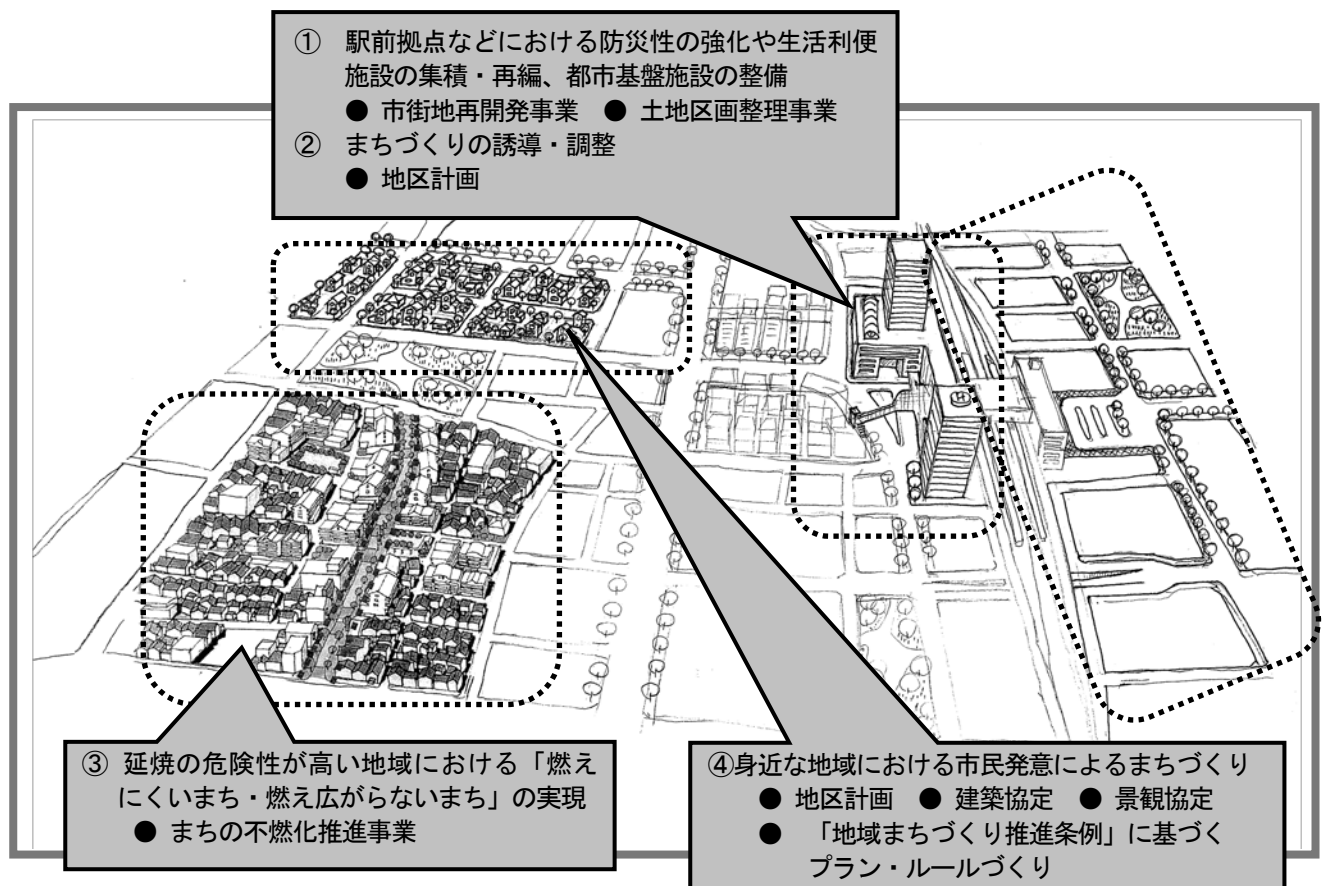 ① 駅前拠点などにおける防災性の強化や生活利便
施設の集積・再編、都市基盤施設の整備
● 市街地再開発事業 ● 土地区画整理事業
② まちづくりの誘導・調整
● 地区計画
③ 延焼の危険性が高い地域における「燃え
にくいまち・燃え広がらないまち」の実現
● まちの不燃化推進事業
④身近な地域における市民発意によるまちづくり
● 地区計画 ● 建築協定 ● 景観協定
● 「地域まちづくり推進条例」に基づく
プラン・ルールづくり